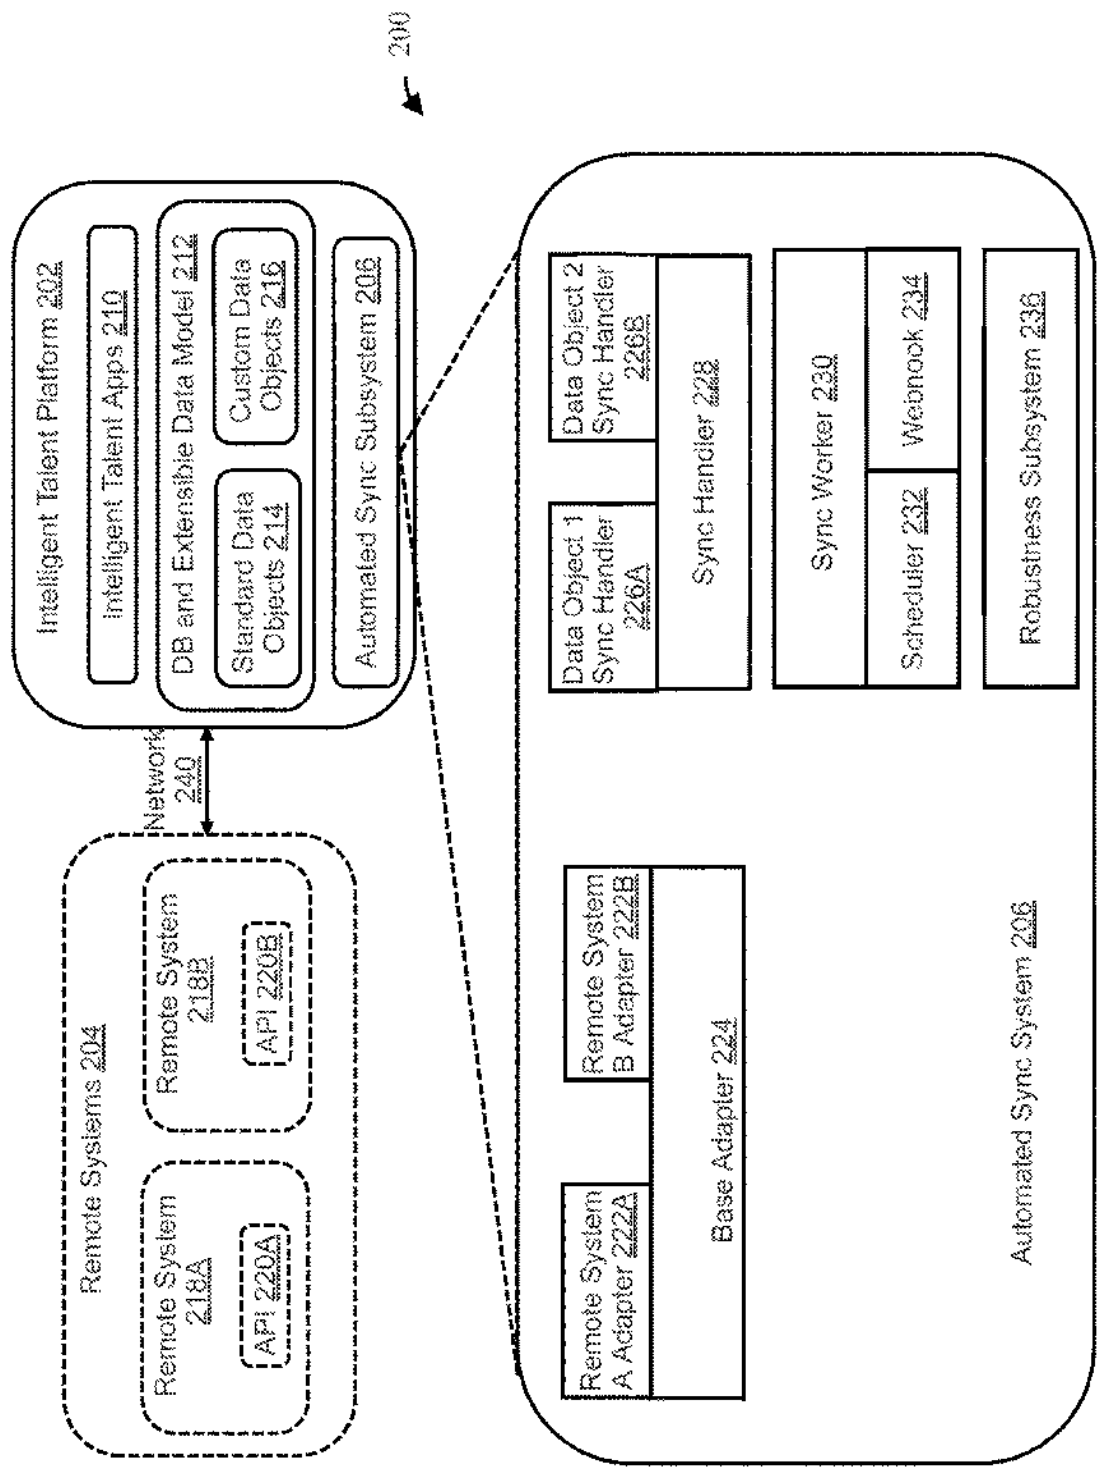 200
Remote Systems 204
Remote System
218A
API 220A
Remote System
218B
API 220B
Network
240
Intelligent Talent Platform 202
Intelligent Talent Apps 210
DB and Extensible Data Model 212
Standard Data
Objects 214
Custom Data
Objects 216
Automated Sync Subsystem 206
Remote System
A Adapter 222A
Remote System
B Adapter 222B
Base Adapter 224
Data Object 1
Sync Handler
226A
Data Object 2
Sync Handler
226B
Sync Handler 228
Sync Worker 230
Scheduler 232
Webnook 234
Robustness Subsystem 236
Automated Sync System 206